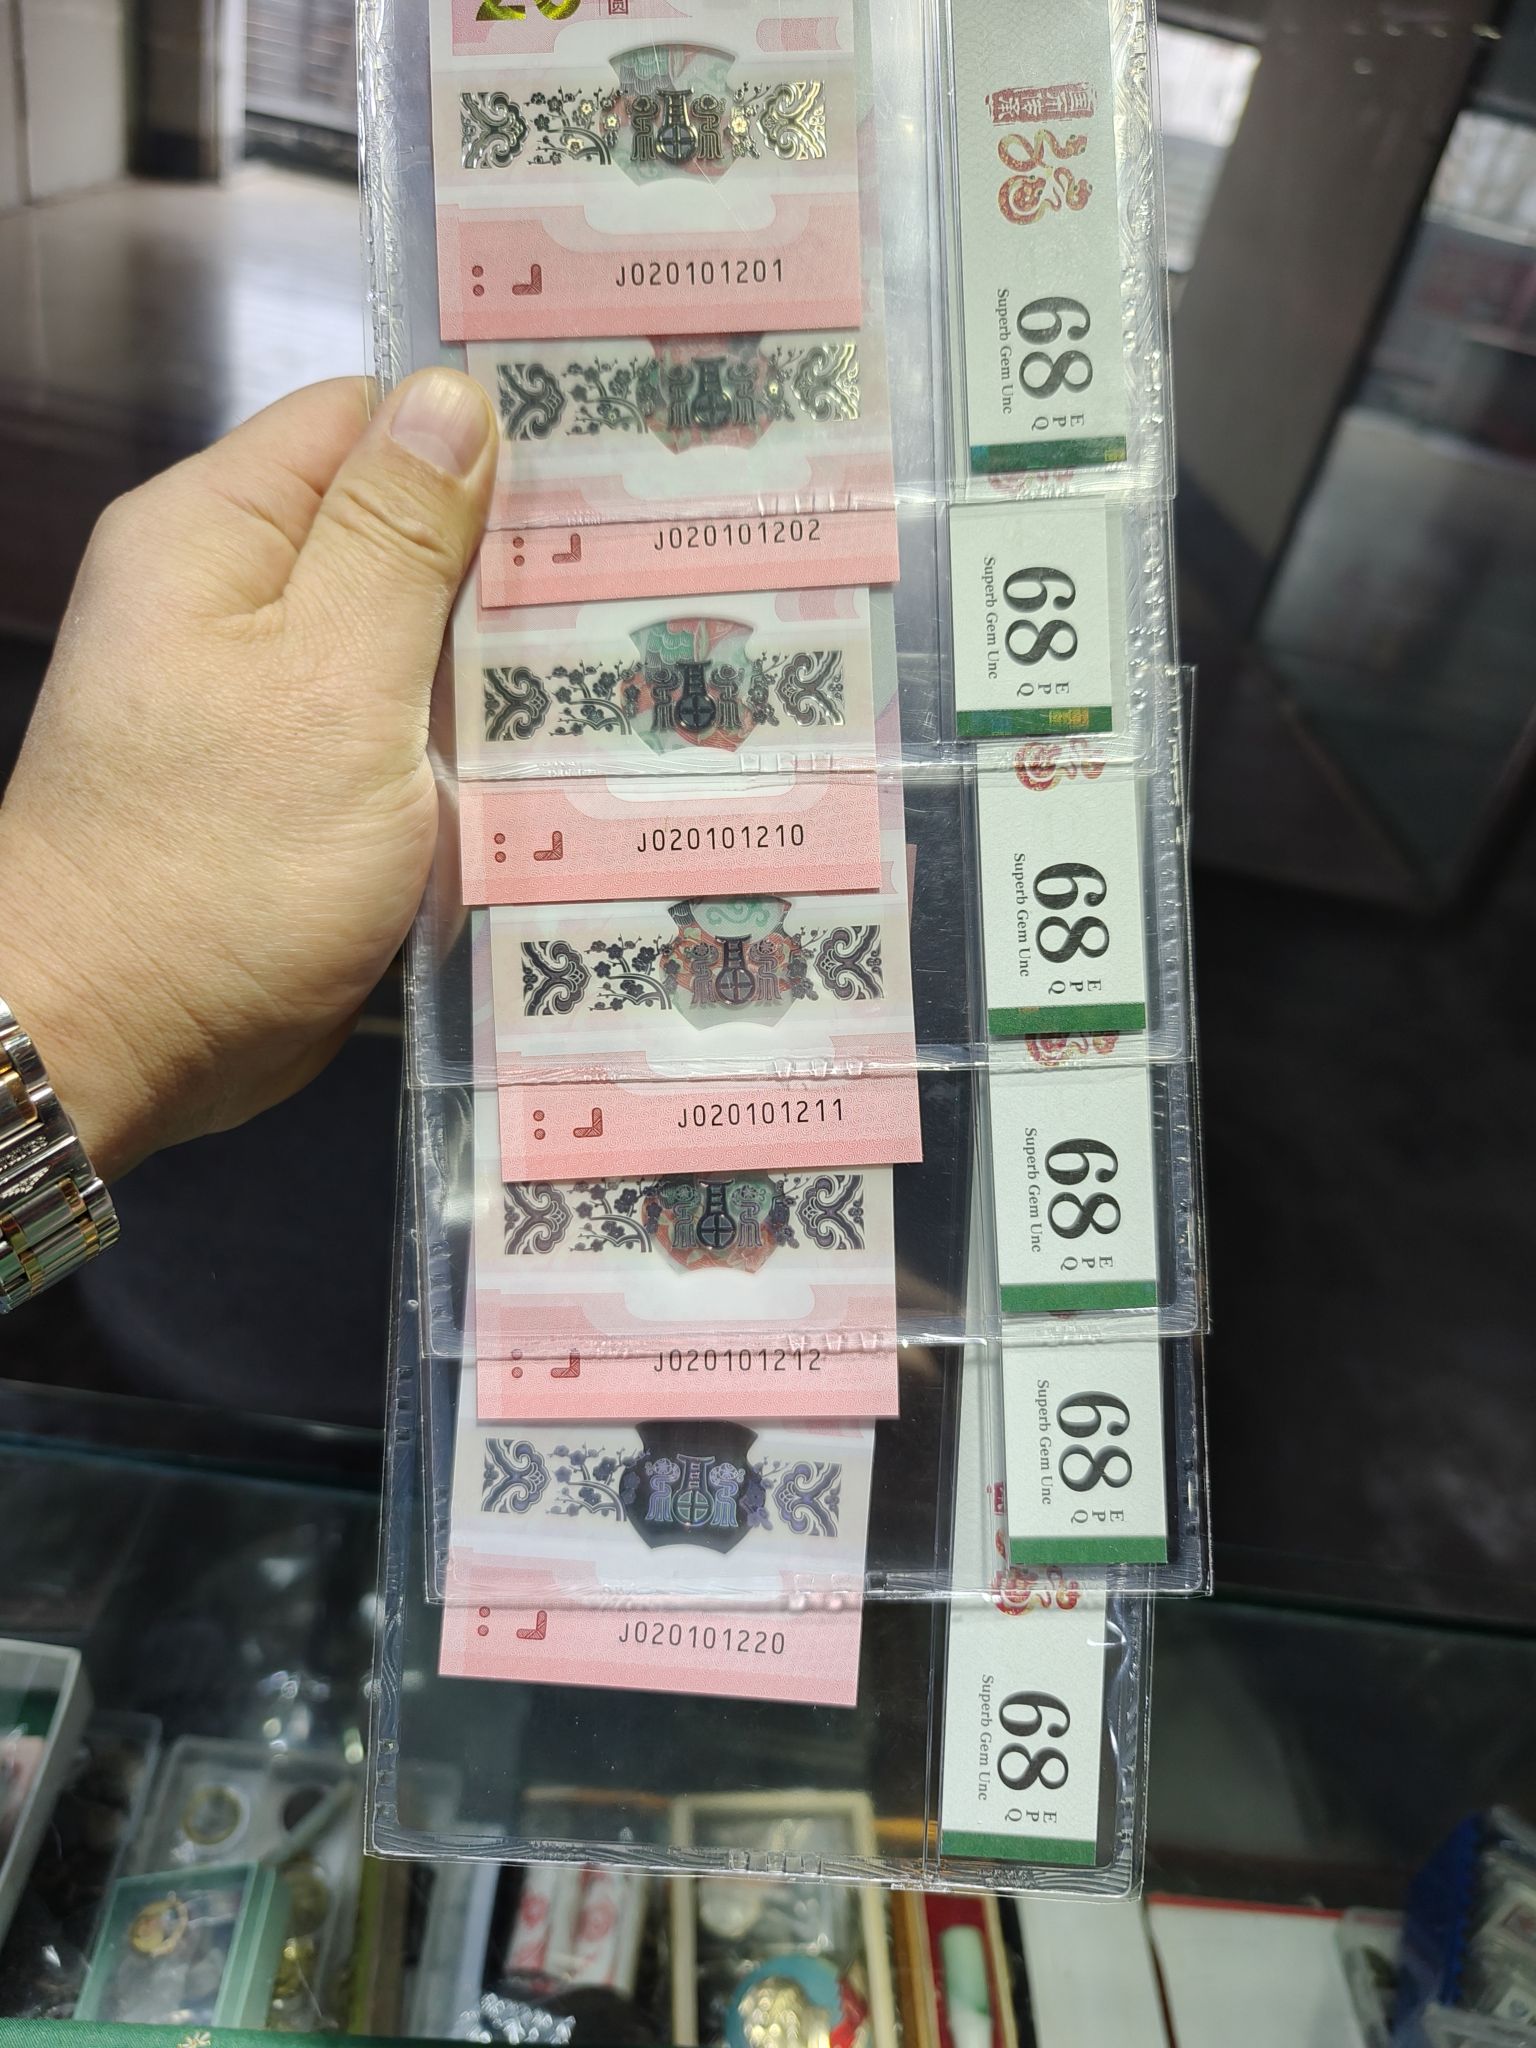 20 圆
J020101201
68 EPQ
Superb Gem Unc
J020101202
68 EPQ
Superb Gem Unc
J020101210
68 EPQ
Superb Gem Unc
J020101211
68 EPQ
Superb Gem Unc
J020101212
68 EPQ
Superb Gem Unc
J020101220
68 EPQ
Superb Gem Unc